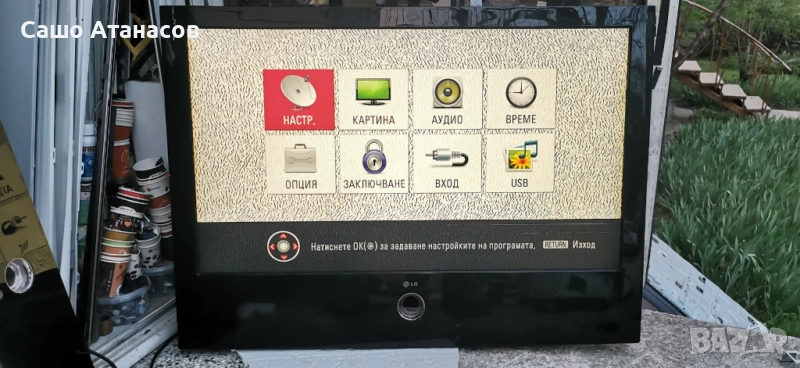 Сашо Атанасов
НАСТР. КАРТИНА АУДИО ВРЕМЕ
ОПЦИЯ ЗАКЛЮЧВАНЕ ВХОД USB
Натиснете OK(◉) за задаване настройките на програмата. RETURN Изход
LG
BAZAR